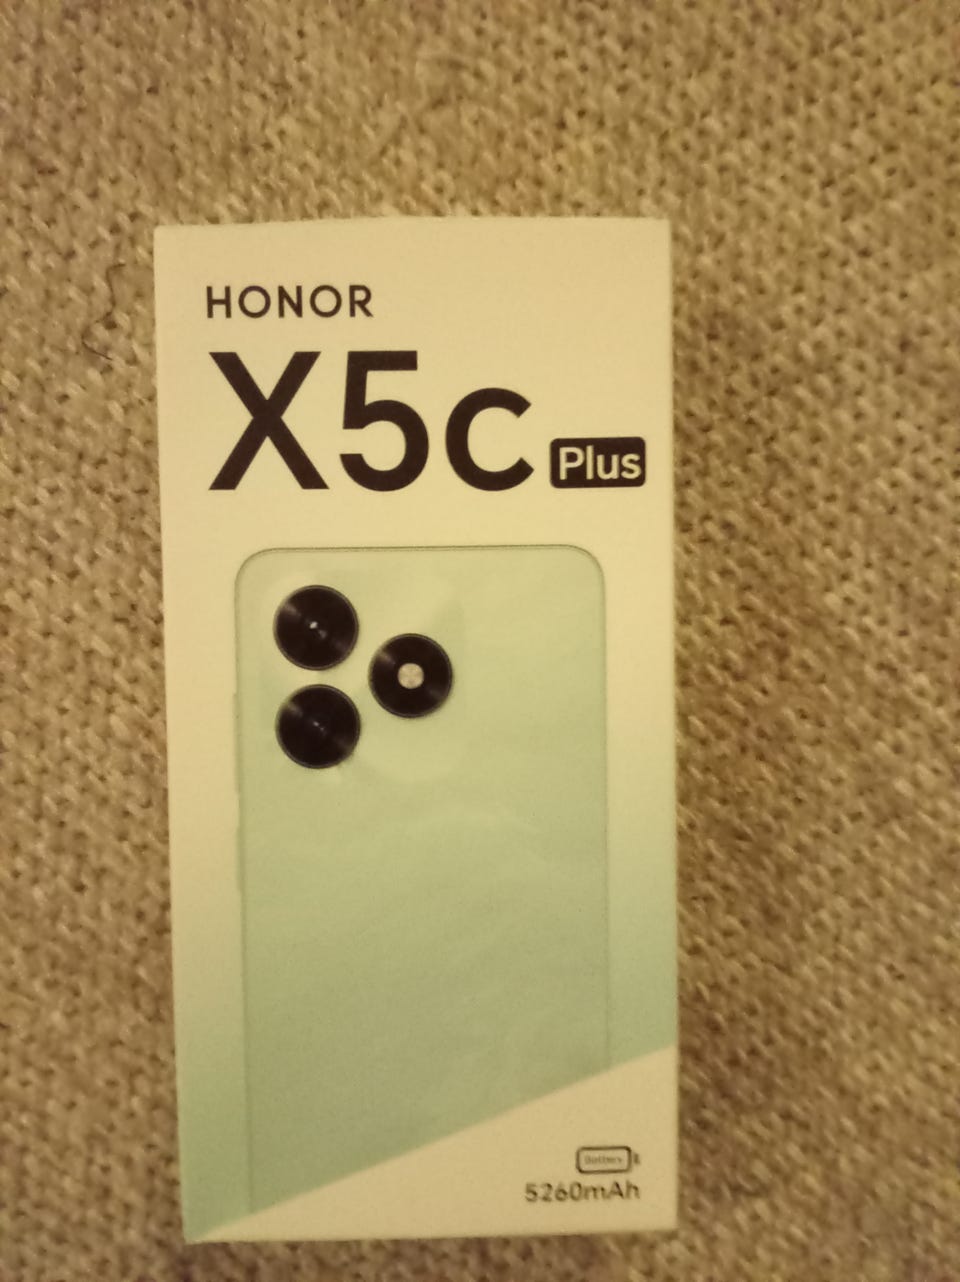 HONOR
X5c Plus
Battery
5260mAh